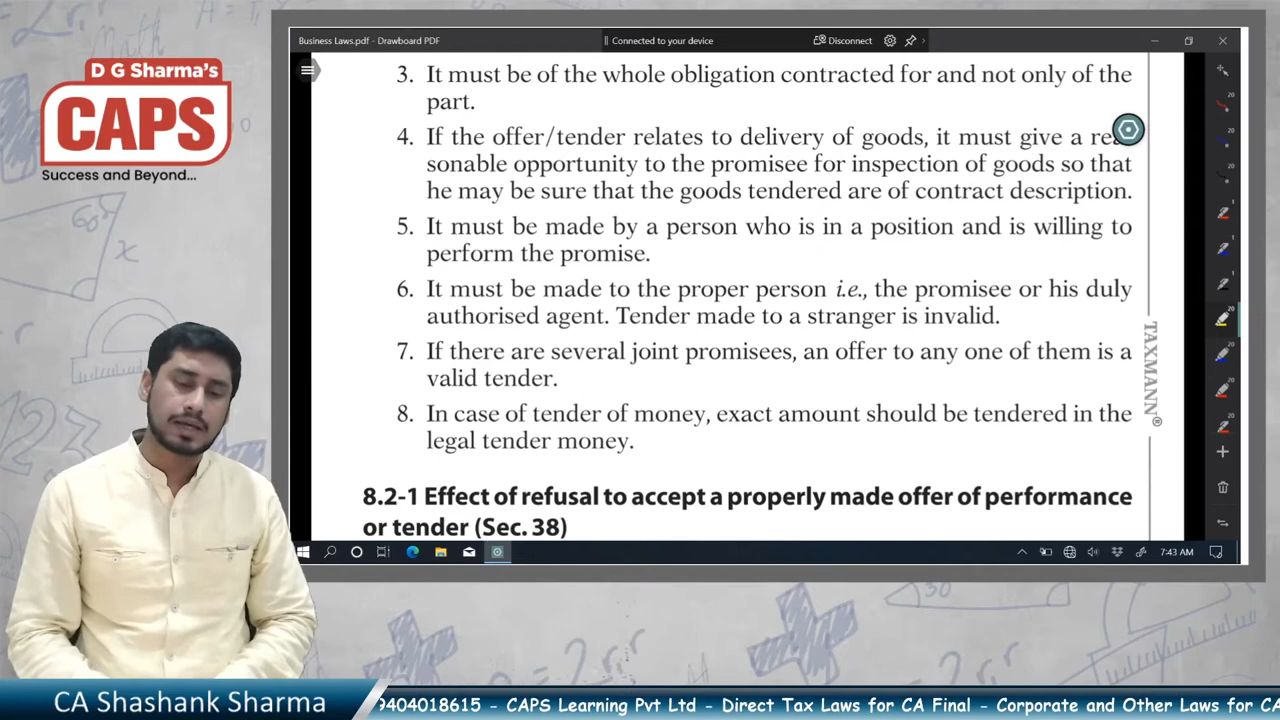 D G Sharma's
CAPS
Success and Beyond...
Business Laws.pdf - Drawboard PDF
Connected to your device
Disconnect
3. It must be of the whole obligation contracted for and not only of the
part.
4. If the offer/tender relates to delivery of goods, it must give a rea-
sonable opportunity to the promisee for inspection of goods so that
he may be sure that the goods tendered are of contract description.
5. It must be made by a person who is in a position and is willing to
perform the promise.
6. It must be made to the proper person i.e., the promisee or his duly
authorised agent. Tender made to a stranger is invalid.
7. If there are several joint promisees, an offer to any one of them is a
valid tender.
8. In case of tender of money, exact amount should be tendered in the
legal tender money.
8.2-1 Effect of refusal to accept a properly made offer of performance
or tender (Sec. 38)
TAXMANN®
7:43 AM
CA Shashank Sharma
9404018615 - CAPS Learning Pvt Ltd - Direct Tax Laws for CA Final - Corporate and Other Laws for CA